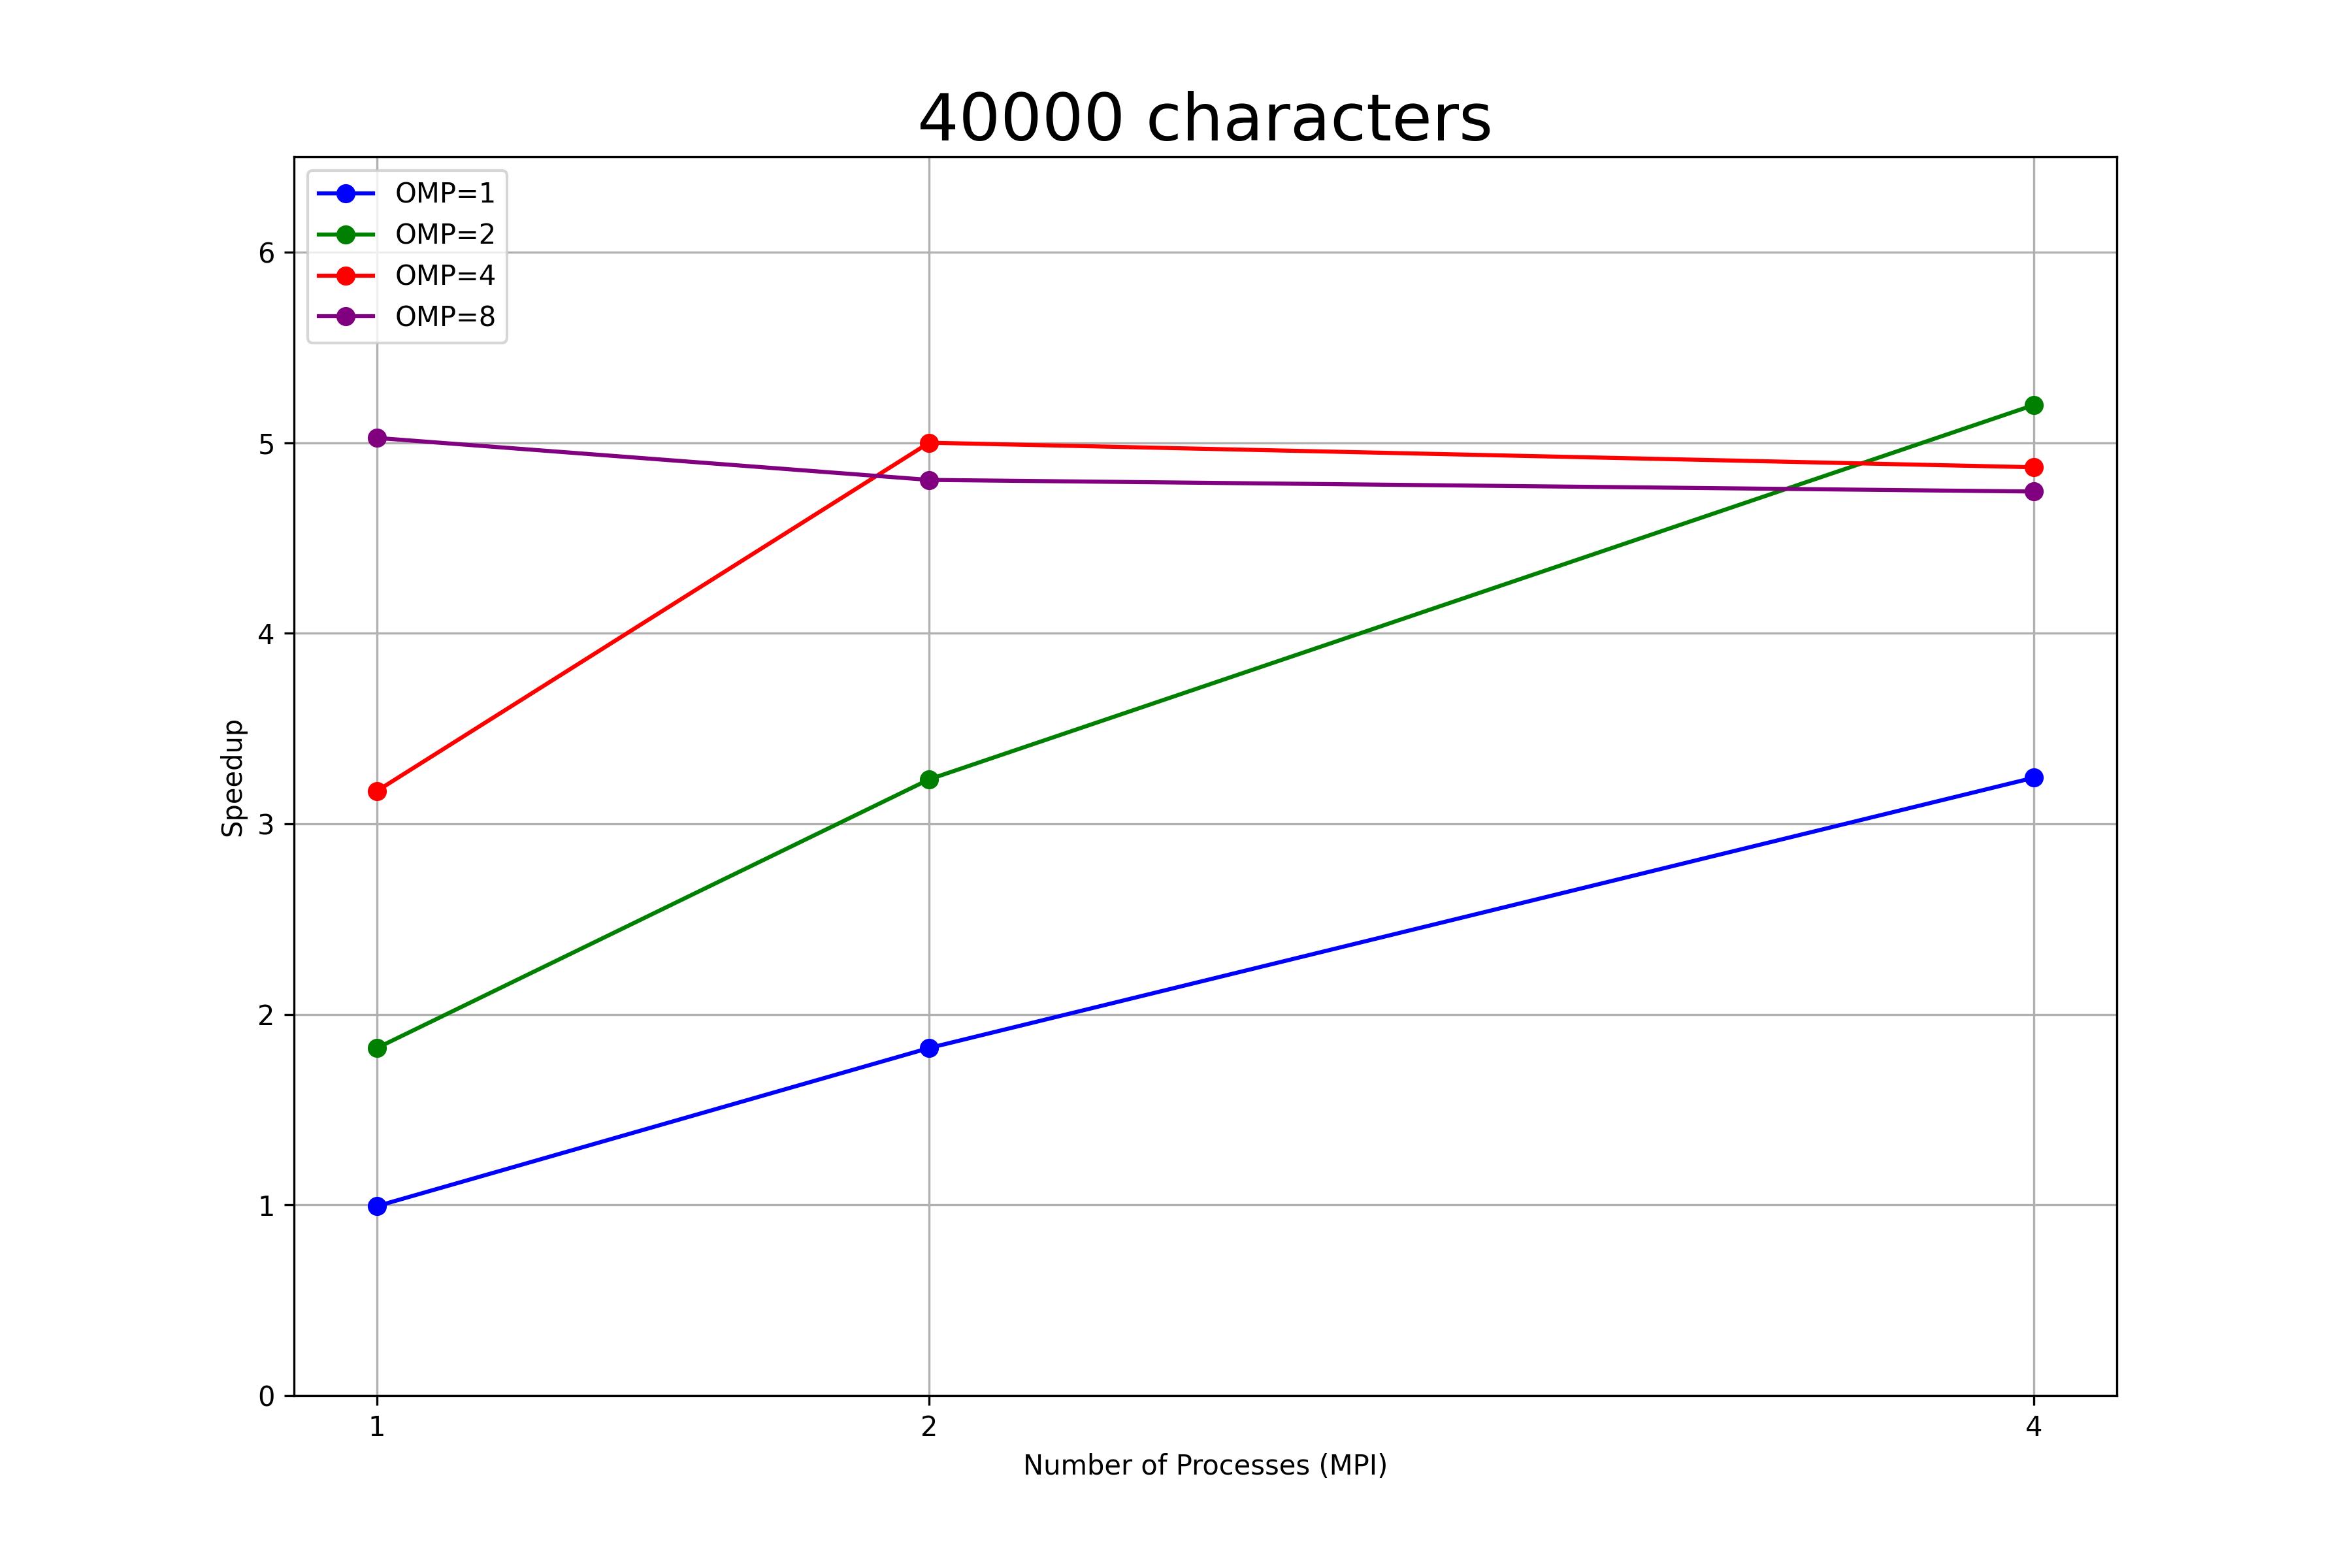 40000 characters
OMP=1
OMP=2
OMP=4
OMP=8
6
5
4
3
2
1
0
Speedup
1 2 4
Number of Processes (MPI)